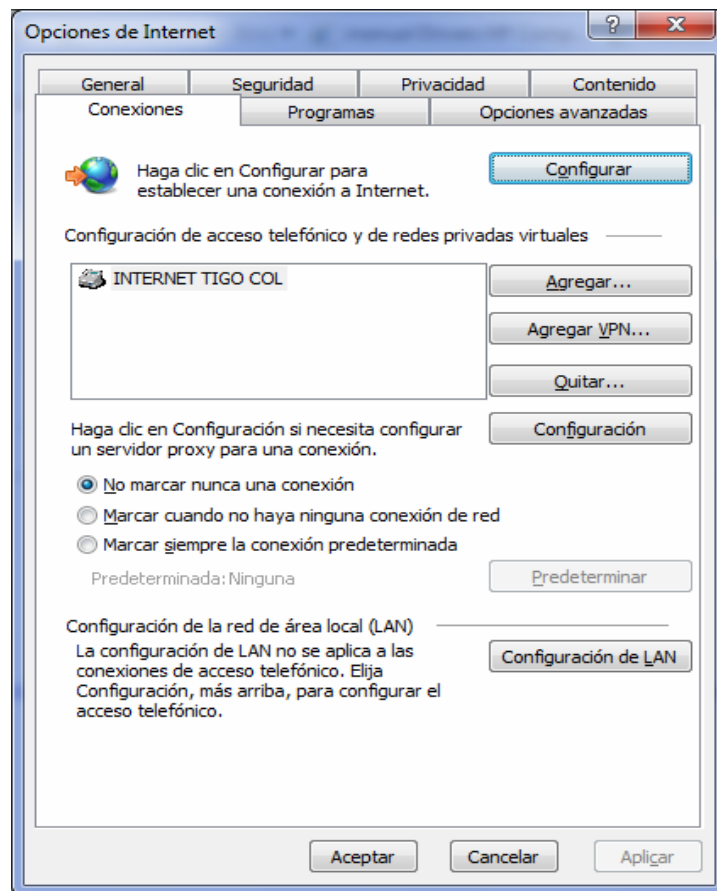 Opciones de Internet
General Seguridad Privacidad Contenido
Conexiones Programas Opciones avanzadas
Haga clic en Configurar para
establecer una conexión a Internet.
Configurar
Configuración de acceso telefónico y de redes privadas virtuales
INTERNET TIGO COL
Agregar...
Agregar VPN...
Quitar...
Haga clic en Configuración si necesita configurar
un servidor proxy para una conexión.
Configuración
No marcar nunca una conexión
Marcar cuando no haya ninguna conexión de red
Marcar siempre la conexión predeterminada
Predeterminada: Ninguna
Predeterminar
Configuración de la red de área local (LAN)
La configuración de LAN no se aplica a las
conexiones de acceso telefónico. Elija
Configuración, más arriba, para configurar el
acceso telefónico.
Configuración de LAN
Aceptar Cancelar Aplicar